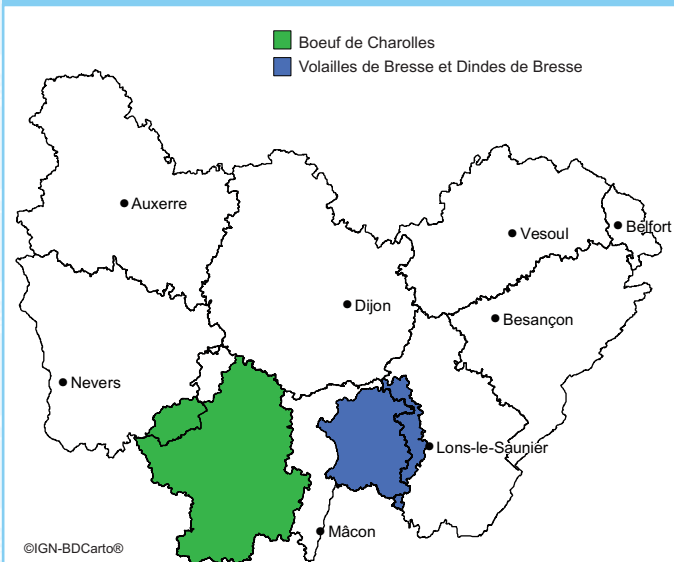 Boeuf de Charolles
Volailles de Bresse et Dindes de Bresse
Auxerre
Vesoul
Belfort
Dijon
Besançon
Nevers
Lons-le-Saunier
Mâcon
©IGN-BDCarto®